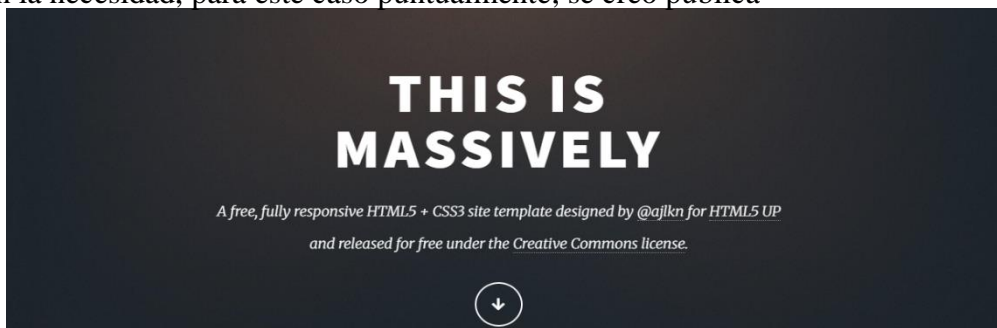 la necesidad, para este caso puntualmente, se creó pública
THIS IS
MASSIVELY
A free, fully responsive HTML5 + CSS3 site template designed by @ajlkn for HTML5 UP
and released for free under the Creative Commons license.